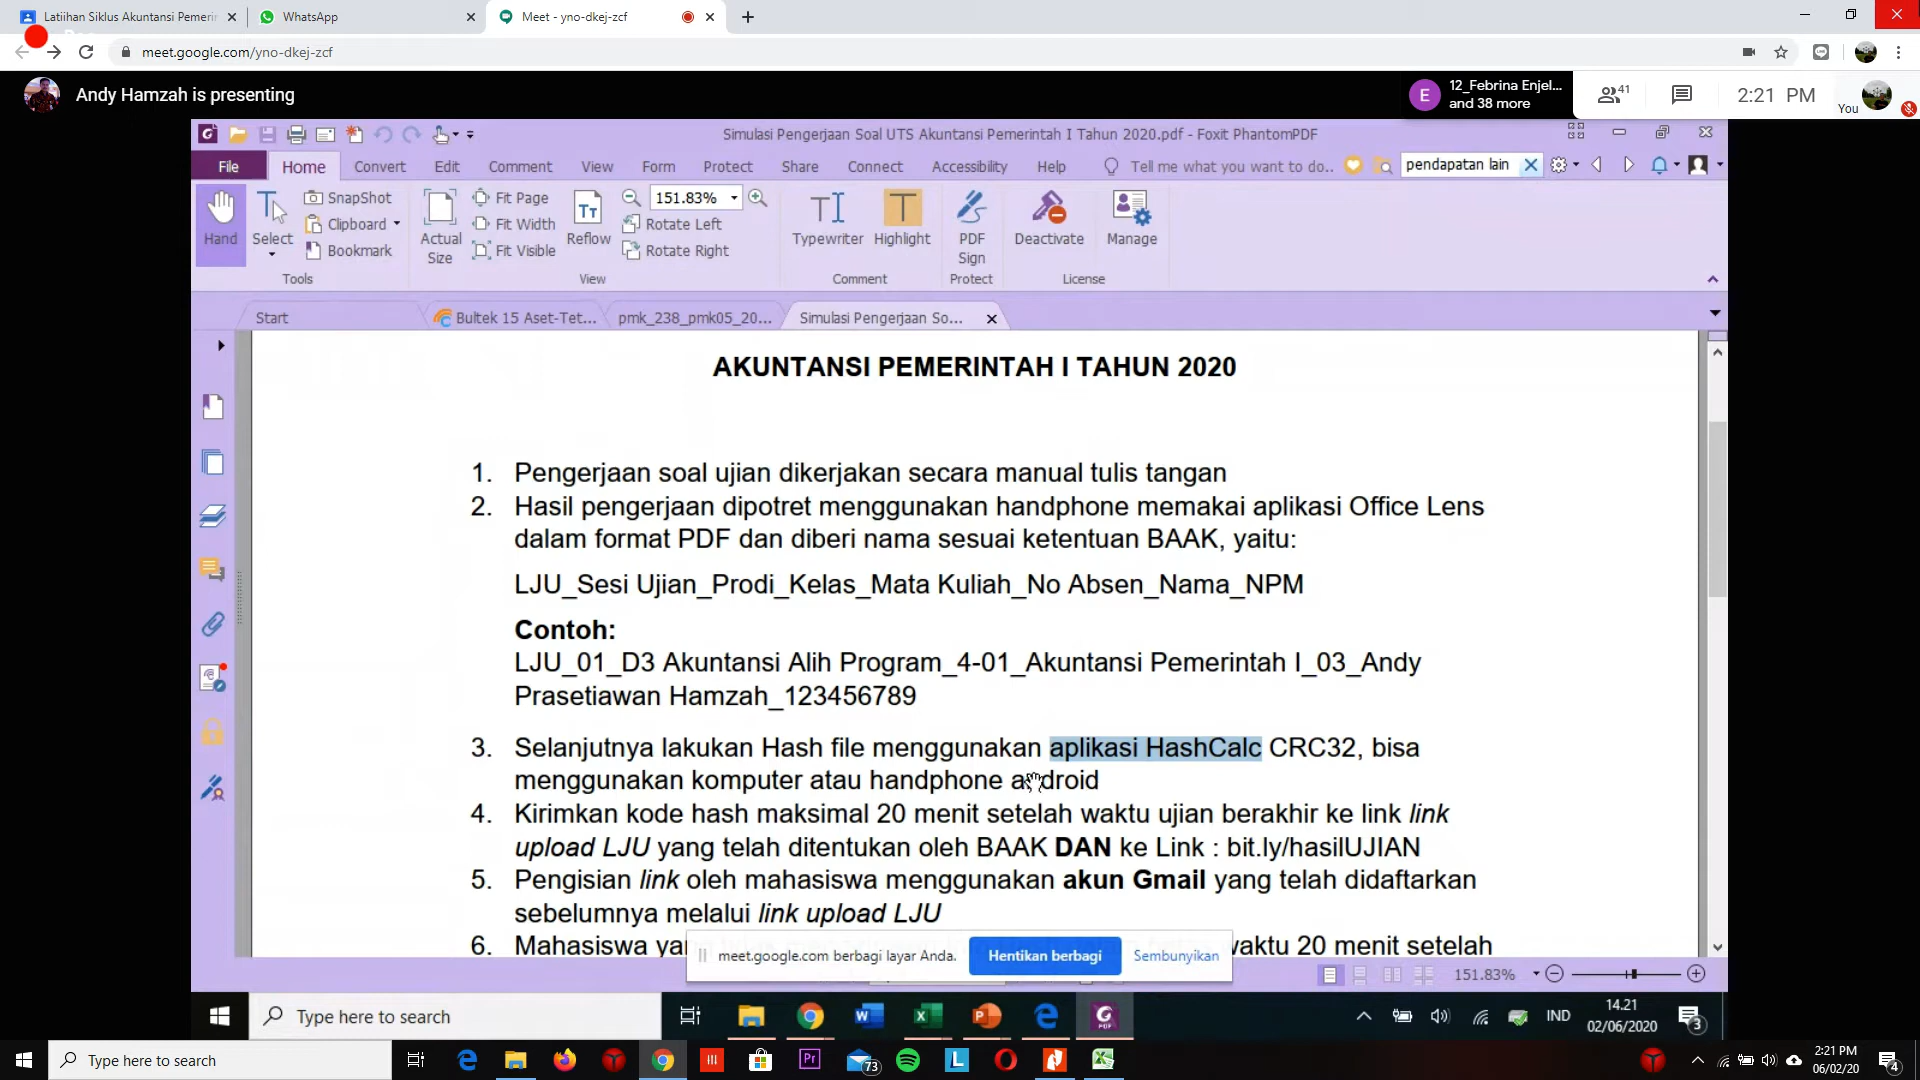 Latiihan Siklus Akuntansi Pemerin
WhatsApp
Meet - yno-dkej-zcf
meet.google.com/yno-dkej-zcf
Andy Hamzah is presenting
E
12_Febrina Enjel...
and 38 more
41
2:21 PM
You
Simulasi Pengerjaan Soal UTS Akuntansi Pemerintah I Tahun 2020.pdf - Foxit PhantomPDF
File
Home
Convert
Edit
Comment
View
Form
Protect
Share
Connect
Accessibility
Help
Tell me what you want to do..
pendapatan lain
Hand
Select
SnapShot
Clipboard
Bookmark
Tools
Actual
Size
Fit Page
Fit Width
Fit Visible
Reflow
151.83%
Rotate Left
Rotate Right
View
Typewriter
Highlight
Comment
PDF
Sign
Protect
Deactivate
Manage
License
Start
Bultek 15 Aset-Tet...
pmk_238_pmk05_20...
Simulasi Pengerjaan So...
AKUNTANSI PEMERINTAH I TAHUN 2020
1. Pengerjaan soal ujian dikerjakan secara manual tulis tangan
2. Hasil pengerjaan dipotret menggunakan handphone memakai aplikasi Office Lens
dalam format PDF dan diberi nama sesuai ketentuan BAAK, yaitu:
LJU_Sesi Ujian_Prodi_Kelas_Mata Kuliah_No Absen_Nama_NPM
Contoh:
LJU_01_D3 Akuntansi Alih Program_4-01_Akuntansi Pemerintah I_03_Andy
Prasetiawan Hamzah_123456789
3. Selanjutnya lakukan Hash file menggunakan aplikasi HashCalc CRC32, bisa
menggunakan komputer atau handphone android
4. Kirimkan kode hash maksimal 20 menit setelah waktu ujian berakhir ke link link
upload LJU yang telah ditentukan oleh BAAK DAN ke Link : bit.ly/hasilUJIAN
5. Pengisian link oleh mahasiswa menggunakan akun Gmail yang telah didaftarkan
sebelumnya melalui link upload LJU
6. Mahasiswa waktu 20 menit setelah
meet.google.com berbagi layar Anda.
Hentikan berbagi
Sembunyikan
151.83%
Type here to search
IND
14.21
02/06/2020
3
Type here to search
Pr
73
L
2:21 PM
06/02/20
4